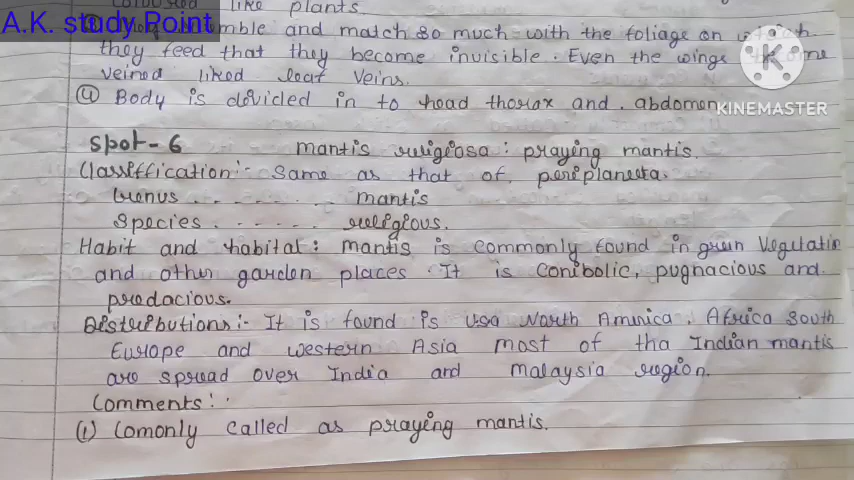 like plants
A.K. study Point
and match so much with the foliage on
they feed that they become invisible. Even the wings
veined liked leaf veins.
(4) Body is devicled in to head thorax and . abdomen
KINEMASTER
Spot-6 mantis religiosa: praying mantis.
Classiffication:- Same as that of periplaneta.
Genus . . . . . . . . mantis
Species . . . . . . religious.
Habit and habital: mantis is commonly found in green Vegetatio
and other garden places. It is Conibolic, pugnacious and
predacious.
Distributions:- It is found is usa North America, Africa South
Europe and western Asia most of tha Indian mantis
are spread over India and malaysia region.
Comments:.
(1) Comonly called as praying mantis.